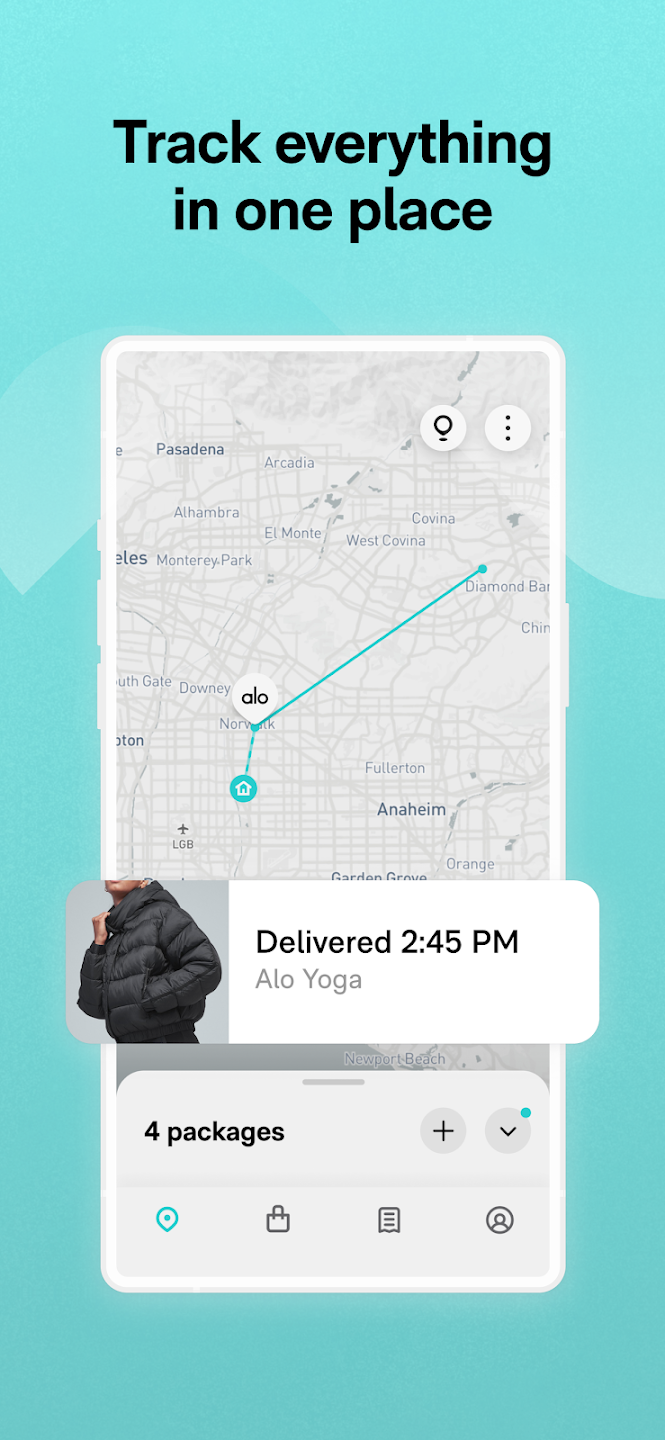 Track everything
in one place
Pasadena
Arcadia
Alhambra
Covina
El Monte
West Covina
eles
Monterey Park
Diamond Bar
Chin
uth Gate
Downey
alo
Norwalk
pton
Fullerton
Anaheim
LGB
Orange
Garden Grove
Delivered 2:45 PM
Alo Yoga
Newport Beach
4 packages